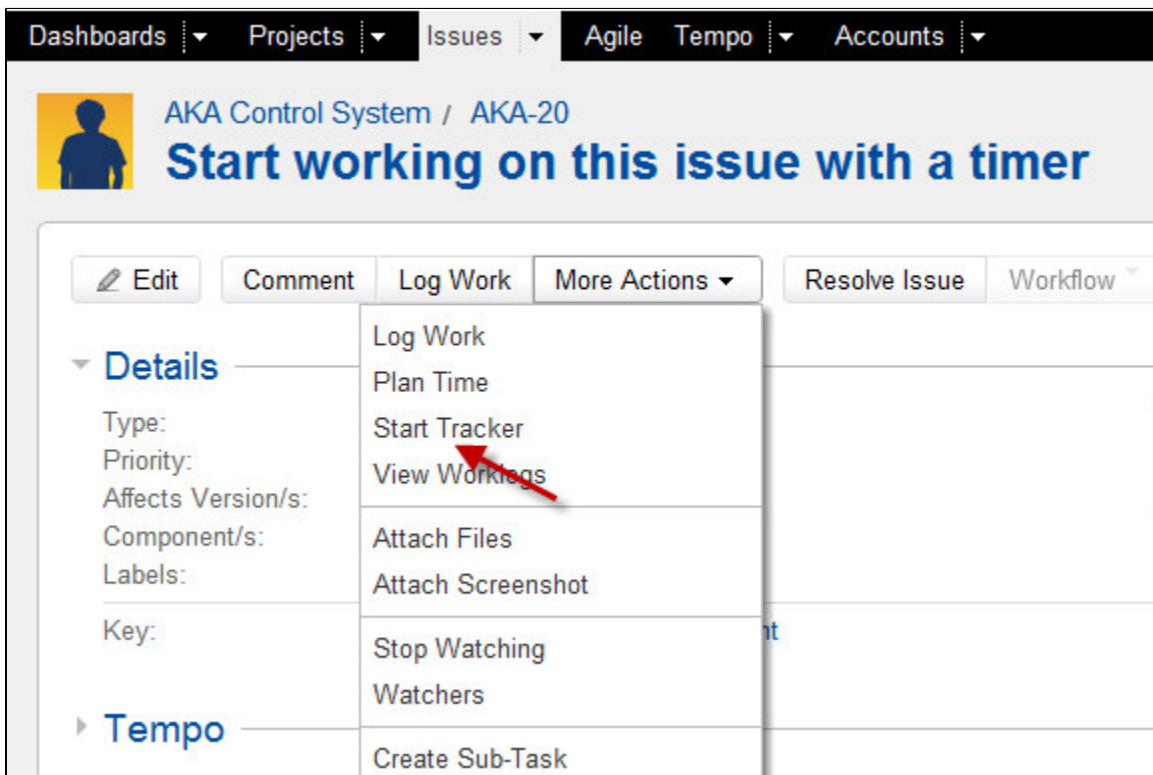 Dashboards Projects Issues Agile Tempo Accounts
AKA Control System / AKA-20
Start working on this issue with a timer
Edit Comment Log Work More Actions Resolve Issue Workflow
Log Work
Details
Plan Time
Type:
Start Tracker
Priority:
View Worklogs
Affects Version/s:
Component/s:
Attach Files
Labels:
Attach Screenshot
Key:
Stop Watching
Watchers
Tempo
Create Sub-Task